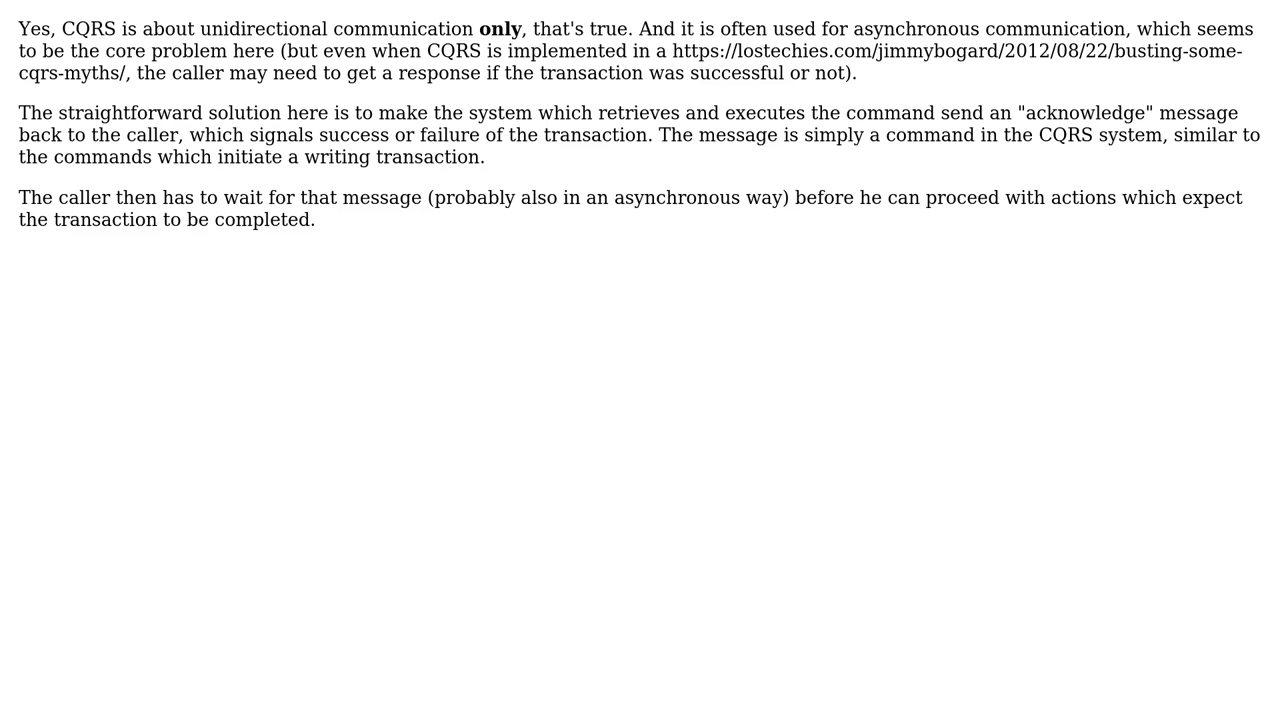 Yes, CQRS is about unidirectional communication only, that's true. And it is often used for asynchronous communication, which seems
to be the core problem here (but even when CQRS is implemented in a https://lostechies.com/jimmybogard/2012/08/22/busting-some-
cqrs-myths/, the caller may need to get a response if the transaction was successful or not).
The straightforward solution here is to make the system which retrieves and executes the command send an "acknowledge" message
back to the caller, which signals success or failure of the transaction. The message is simply a command in the CQRS system, similar to
the commands which initiate a writing transaction.
The caller then has to wait for that message (probably also in an asynchronous way) before he can proceed with actions which expect
the transaction to be completed.